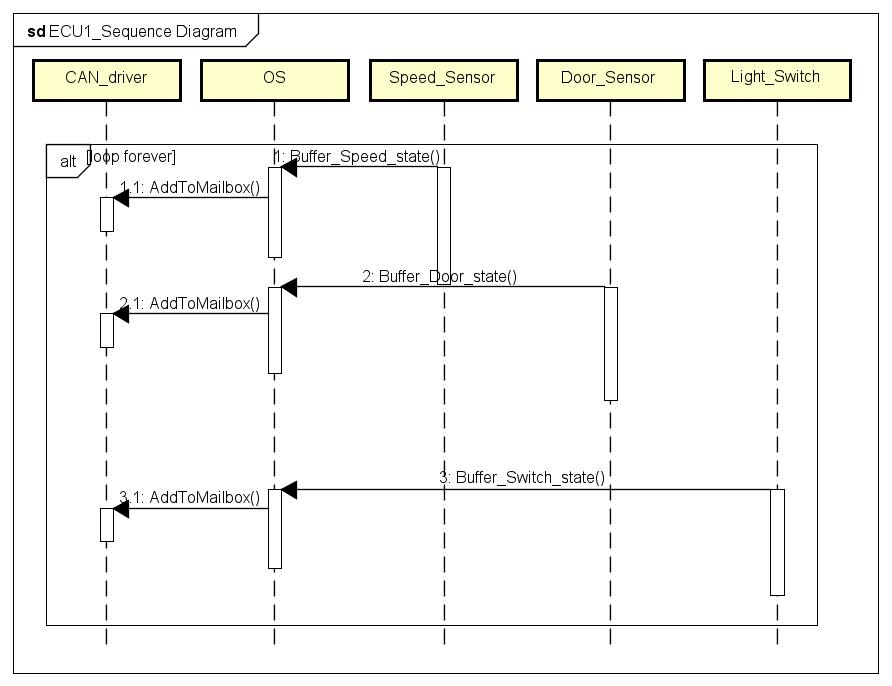 sd ECU1_Sequence Diagram
CAN_driver
OS
Speed_Sensor
Door_Sensor
Light_Switch
alt
[loop forever]
1: Buffer_Speed_state()
1.1: AddToMailbox()
2: Buffer_Door_state()
2.1: AddToMailbox()
3: Buffer_Switch_state()
3.1: AddToMailbox()